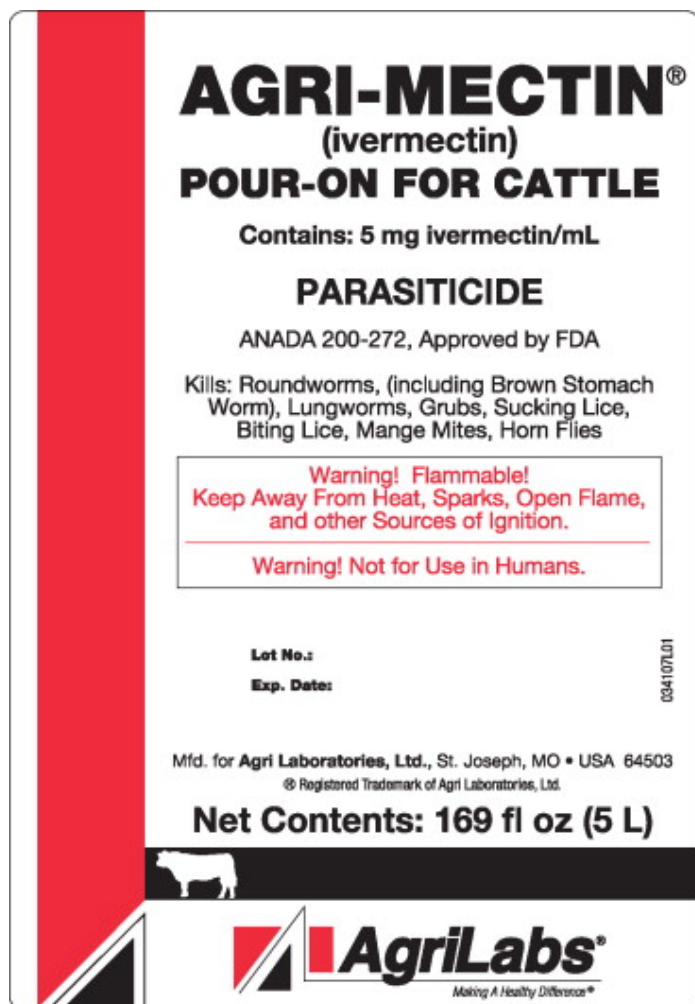 AGRI-MECTIN®
(ivermectin)
POUR-ON FOR CATTLE
Contains: 5 mg ivermectin/mL
PARASITICIDE
ANADA 200-272, Approved by FDA
Kills: Roundworms, (including Brown Stomach
Worm), Lungworms, Grubs, Sucking Lice,
Biting Lice, Mange Mites, Horn Flies
Warning! Flammable!
Keep Away From Heat, Sparks, Open Flame,
and other Sources of Ignition.
Warning! Not for Use in Humans.
Lot No.:
Exp. Date:
034107L01
Mfd. for Agri Laboratories, Ltd., St. Joseph, MO • USA 64503
® Registered Trademark of Agri Laboratories, Ltd.
Net Contents: 169 fl oz (5 L)
AgriLabs®
Making A Healthy Difference®